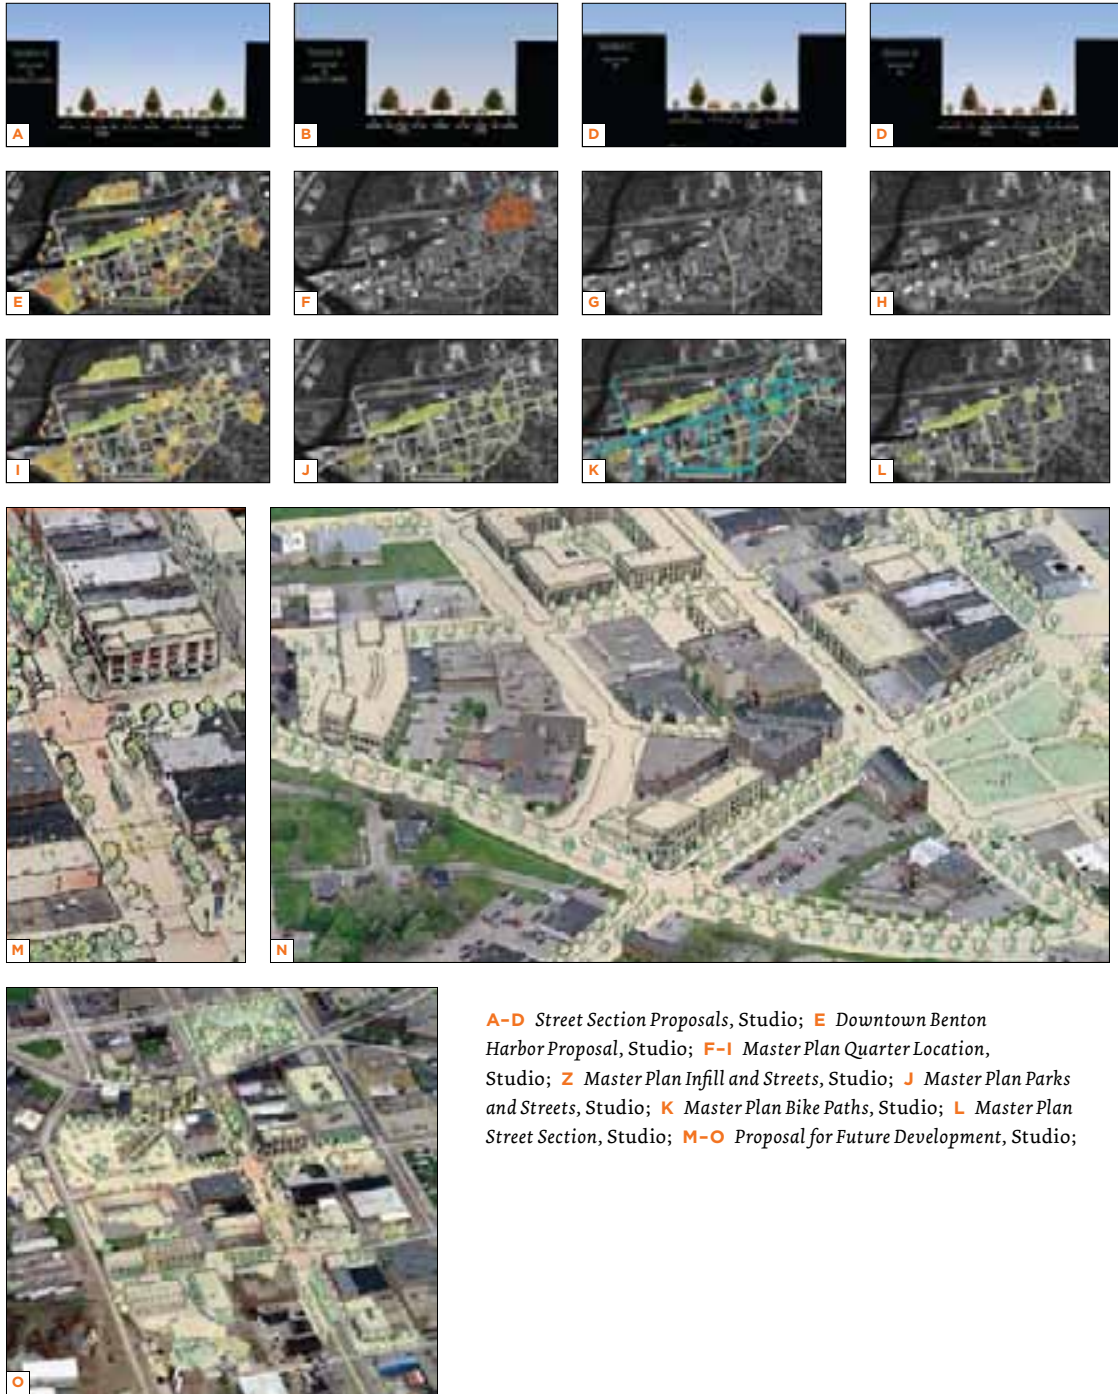 A
B
D
D
E
F
G
H
I
J
K
L
M
N
O
A–D Street Section Proposals, Studio; E Downtown Benton
Harbor Proposal, Studio; F–I Master Plan Quarter Location,
Studio; Z Master Plan Infill and Streets, Studio; J Master Plan Parks
and Streets, Studio; K Master Plan Bike Paths, Studio; L Master Plan
Street Section, Studio; M–O Proposal for Future Development, Studio;